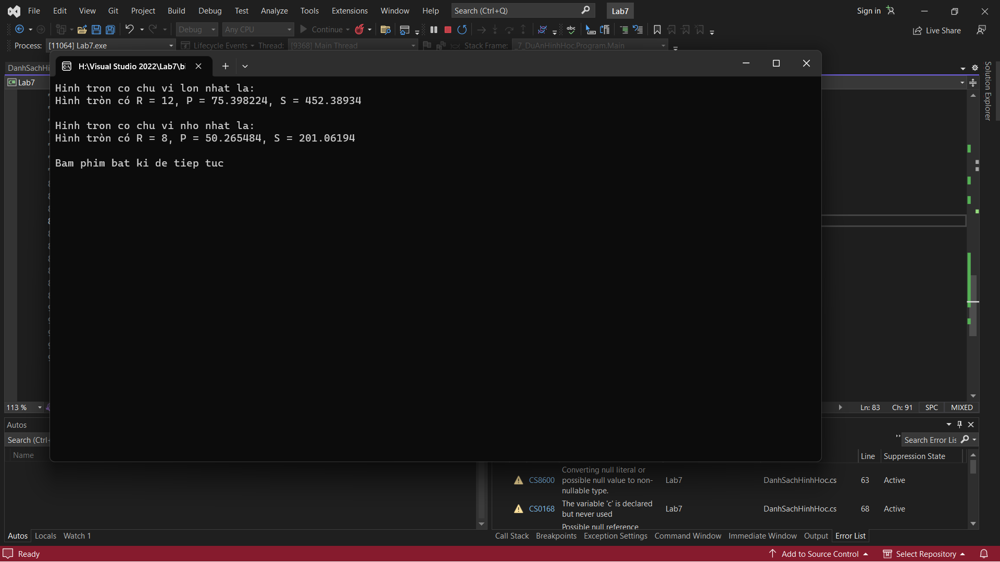 File Edit View Git Project Build Debug Test Analyze Tools Extensions Window Help Search (Ctrl+Q) Lab7 Sign in
Debug Any CPU Continue abc Live Share
Process: [11064] Lab7.exe Lifecycle Events Thread: [9368] Main Thread Stack Frame: _7_DuAnHinhHoc.Program.Main
H:\Visual Studio 2022\Lab7\bi
DanhSachHi
C# Lab7
Solution Explorer
Hinh tron co chu vi lon nhat la:
Hình tròn có R = 12, P = 75.398224, S = 452.38934
Hinh tron co chu vi nho nhat la:
Hình tròn có R = 8, P = 50.265484, S = 201.06194
Bam phim bat ki de tiep tuc
113 % Ln: 83 Ch: 91 SPC MIXED
Autos
Search (Ctrl+ Search Error Lis
Name
Line Suppression State
CS8600 Converting null literal or possible null value to non-nullable type. Lab7 DanhSachHinhHoc.cs 63 Active
CS0168 The variable 'c' is declared but never used Lab7 DanhSachHinhHoc.cs 68 Active
Possible null reference
Autos Locals Watch 1 Call Stack Breakpoints Exception Settings Command Window Immediate Window Output Error List
Ready Add to Source Control Select Repository